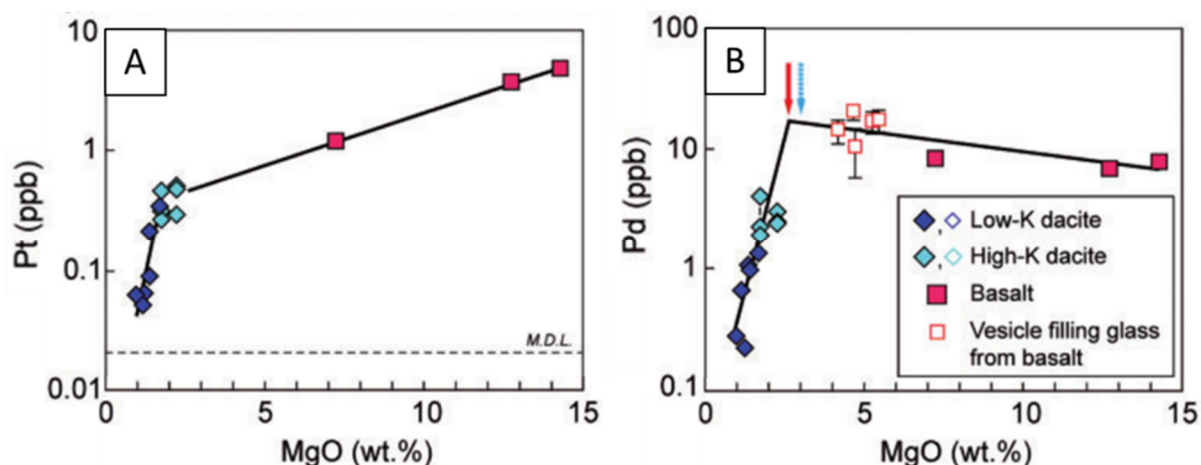 A
10
1
0.1
0.01
Pt (ppb)
M.D.L.
0
5
10
15
MgO (wt.%)
B
100
10
1
0.1
Pd (ppb)
Low-K dacite
High-K dacite
Basalt
Vesicle filling glass
from basalt
0
5
10
15
MgO (wt.%)